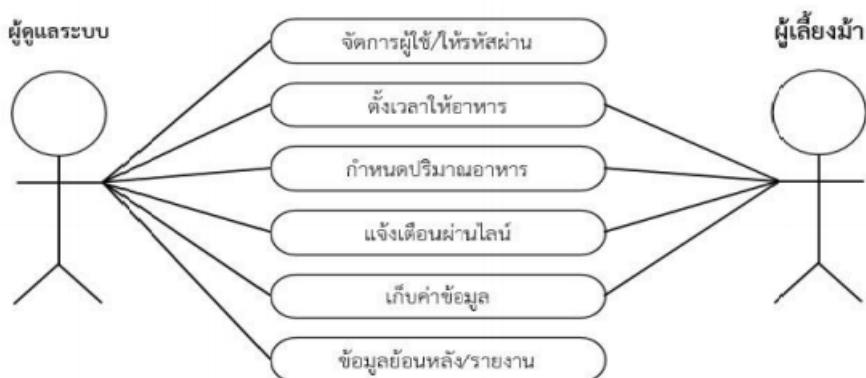 ผู้ดูแลระบบ
ผู้เลี้ยงม้า
จัดการผู้ใช้/ให้รหัสผ่าน
ตั้งเวลาให้อาหาร
กำหนดปริมาณอาหาร
แจ้งเตือนผ่านไลน์
เก็บค่าข้อมูล
ข้อมูลย้อนหลัง/รายงาน